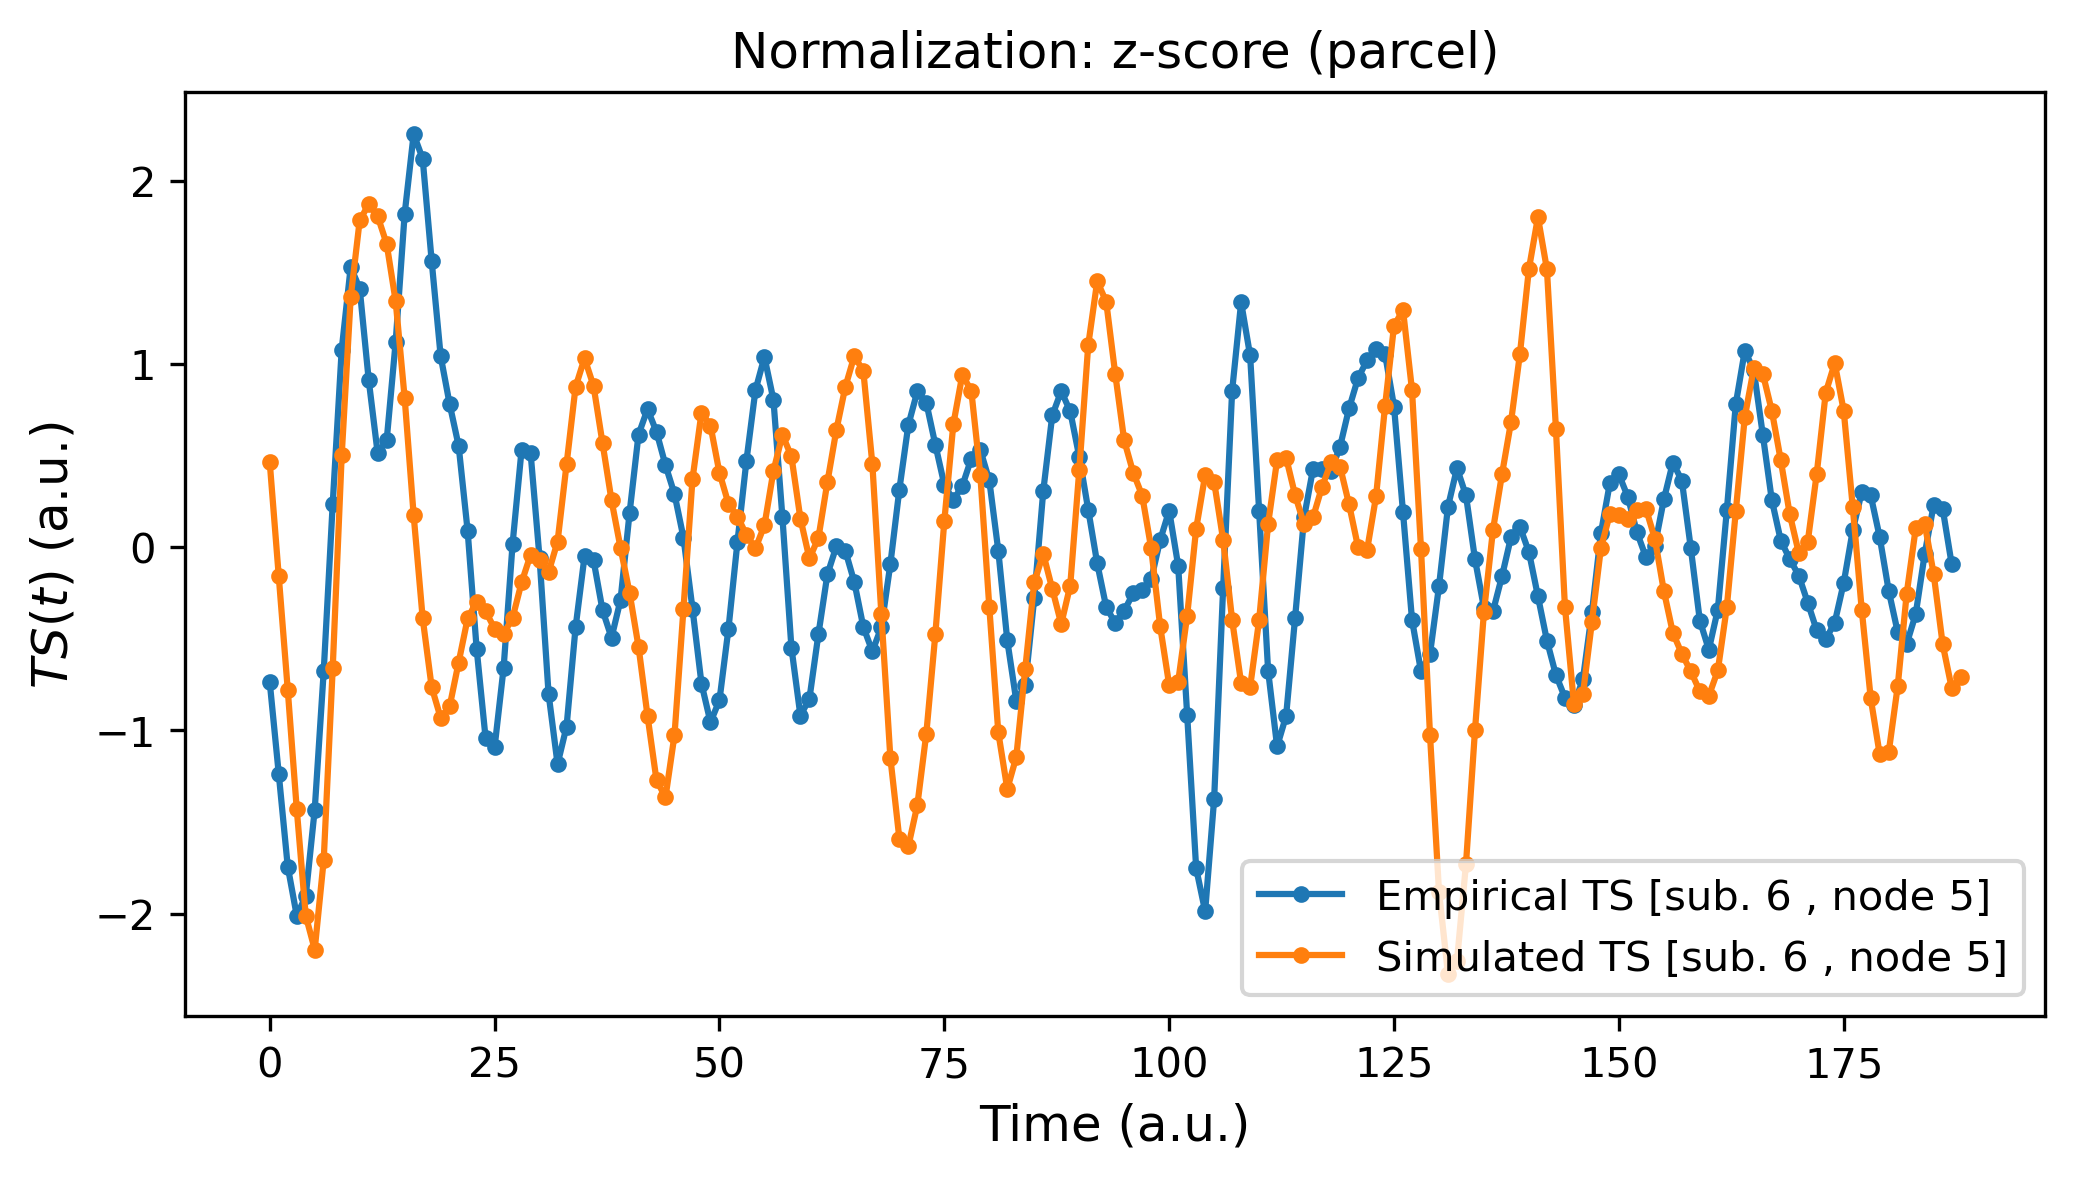 Normalization: z-score (parcel)
TS(t) (a.u.)
2
1
0
−1
−2
Empirical TS [sub. 6 , node 5]
Simulated TS [sub. 6 , node 5]
0 25 50 75 100 125 150 175
Time (a.u.)